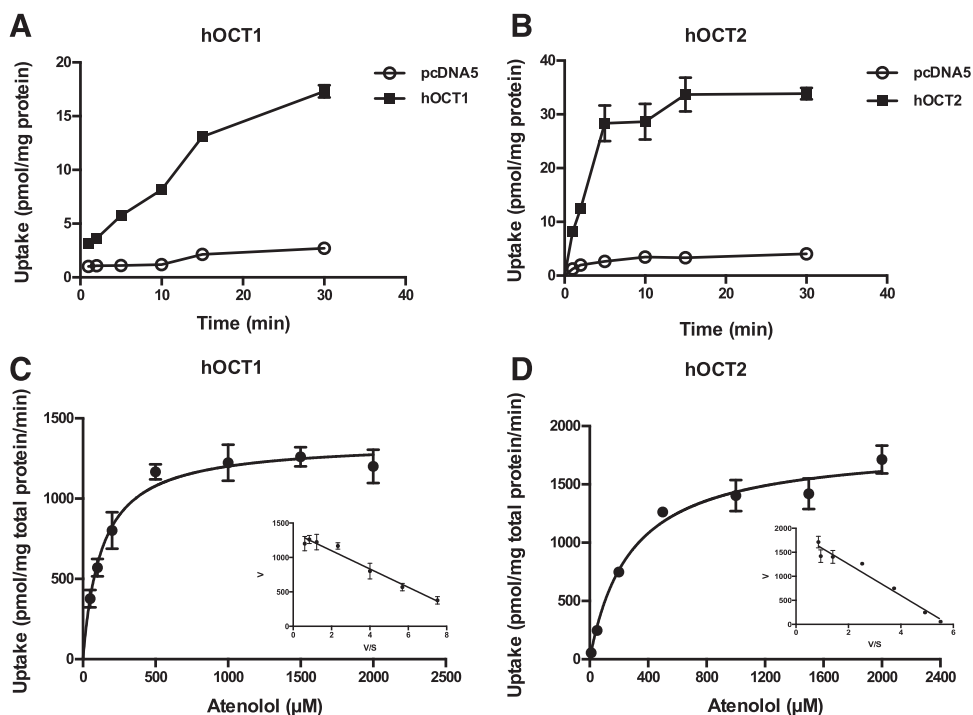 A
hOCT1
Uptake (pmol/mg protein)
20
15
10
5
0
0 10 20 30 40
Time (min)
pcDNA5
hOCT1
B
hOCT2
Uptake (pmol/mg protein)
40
30
20
10
0
0 10 20 30 40
Time (min)
pcDNA5
hOCT2
C
hOCT1
Uptake (pmol/mg total protein/min)
1500
1000
500
0
0 500 1000 1500 2000 2500
Atenolol (µM)
V
1500
1000
500
0
0 2 4 6 8
V/S
D
hOCT2
Uptake (pmol/mg total protein/min)
2000
1500
1000
500
0
0 400 800 1200 1600 2000 2400
Atenolol (µM)
V
2000
1500
1000
500
0
0 2 4 6
V/S